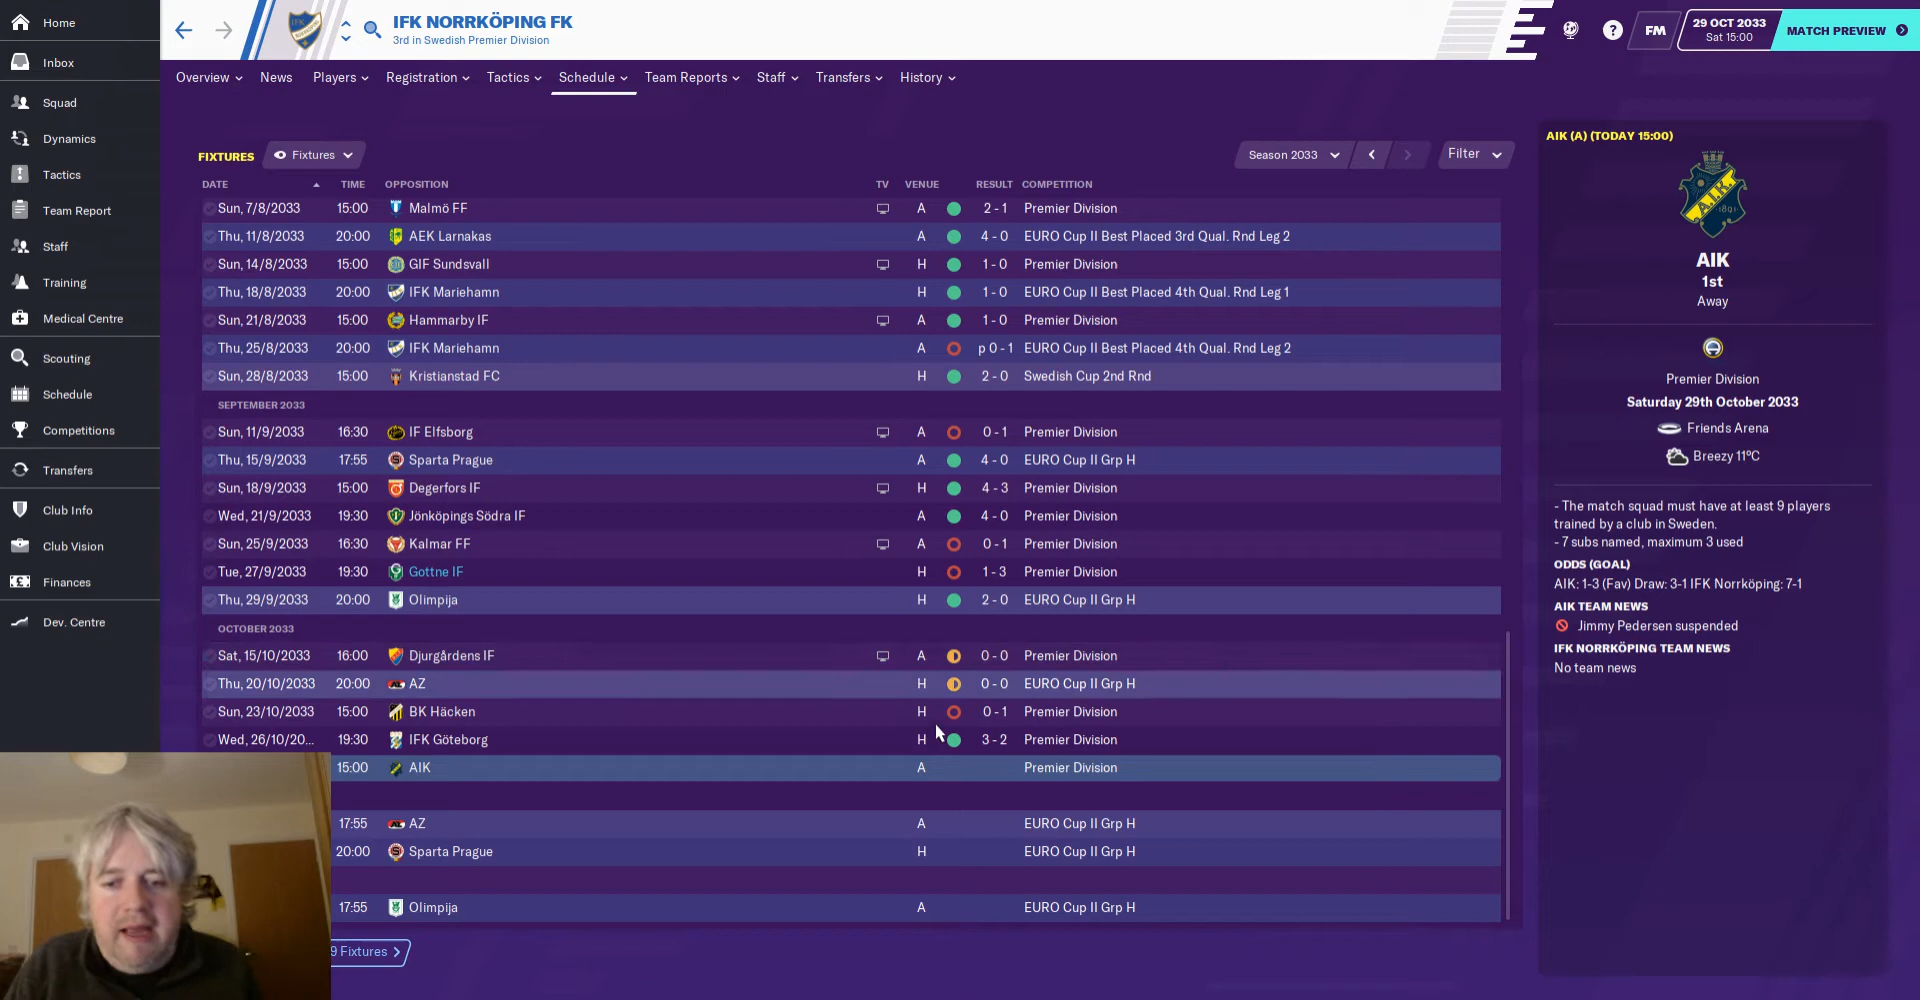 Home
Inbox
Squad
Dynamics
Tactics
Team Report
Staff
Training
Medical Centre
Scouting
Schedule
Competitions
Transfers
Club Info
Club Vision
Finances
Dev. Centre
IFK NORRKÖPING FK
3rd in Swedish Premier Division
FM
29 OCT 2033
Sat 15:00
MATCH PREVIEW
Overview News Players Registration Tactics Schedule Team Reports Staff Transfers History
FIXTURES Fixtures Season 2033 Filter
DATE TIME OPPOSITION TV VENUE RESULT COMPETITION
Sun, 7/8/2033 15:00 Malmö FF A 2 - 1 Premier Division
Thu, 11/8/2033 20:00 AEK Larnakas A 4 - 0 EURO Cup II Best Placed 3rd Qual. Rnd Leg 2
Sun, 14/8/2033 15:00 GIF Sundsvall H 1 - 0 Premier Division
Thu, 18/8/2033 20:00 IFK Mariehamn H 1 - 0 EURO Cup II Best Placed 4th Qual. Rnd Leg 1
Sun, 21/8/2033 15:00 Hammarby IF A 1 - 0 Premier Division
Thu, 25/8/2033 20:00 IFK Mariehamn A p 0 - 1 EURO Cup II Best Placed 4th Qual. Rnd Leg 2
Sun, 28/8/2033 15:00 Kristianstad FC H 2 - 0 Swedish Cup 2nd Rnd
SEPTEMBER 2033
Sun, 11/9/2033 16:30 IF Elfsborg A 0 - 1 Premier Division
Thu, 15/9/2033 17:55 Sparta Prague A 4 - 0 EURO Cup II Grp H
Sun, 18/9/2033 15:00 Degerfors IF H 4 - 3 Premier Division
Wed, 21/9/2033 19:30 Jönköpings Södra IF A 4 - 0 Premier Division
Sun, 25/9/2033 16:30 Kalmar FF A 0 - 1 Premier Division
Tue, 27/9/2033 19:30 Gottne IF H 1 - 3 Premier Division
Thu, 29/9/2033 20:00 Olimpija H 2 - 0 EURO Cup II Grp H
OCTOBER 2033
Sat, 15/10/2033 16:00 Djurgårdens IF A 0 - 0 Premier Division
Thu, 20/10/2033 20:00 AZ H 0 - 0 EURO Cup II Grp H
Sun, 23/10/2033 15:00 BK Häcken H 0 - 1 Premier Division
Wed, 26/10/20... 19:30 IFK Göteborg H 3 - 2 Premier Division
15:00 AIK A Premier Division
17:55 AZ A EURO Cup II Grp H
20:00 Sparta Prague H EURO Cup II Grp H
17:55 Olimpija A EURO Cup II Grp H
9 Fixtures
AIK (A) (TODAY 15:00)
A.I.K.
1891
AIK
1st
Away
Premier Division
Saturday 29th October 2033
Friends Arena
Breezy 11°C
- The match squad must have at least 9 players
trained by a club in Sweden.
- 7 subs named, maximum 3 used
ODDS (GOAL)
AIK: 1-3 (Fav) Draw: 3-1 IFK Norrköping: 7-1
AIK TEAM NEWS
Jimmy Pedersen suspended
IFK NORRKÖPING TEAM NEWS
No team news